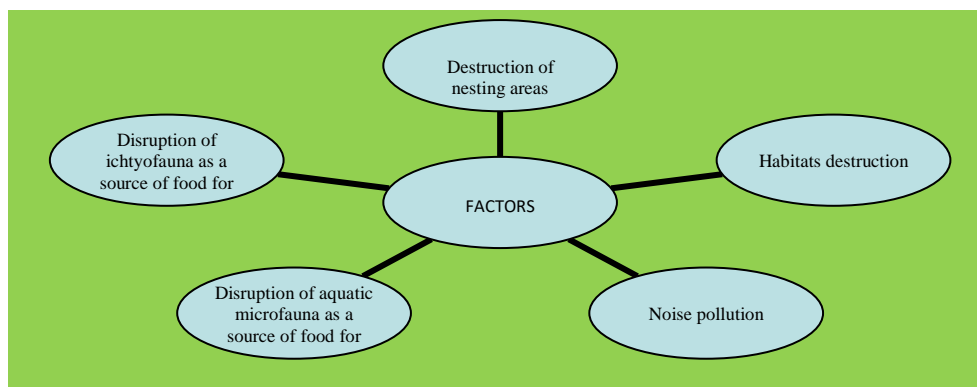 Destruction of
nesting areas
Disruption of
ichtyofauna as a
source of food for
Habitats destruction
FACTORS
Disruption of aquatic
microfauna as a
source of food for
Noise pollution